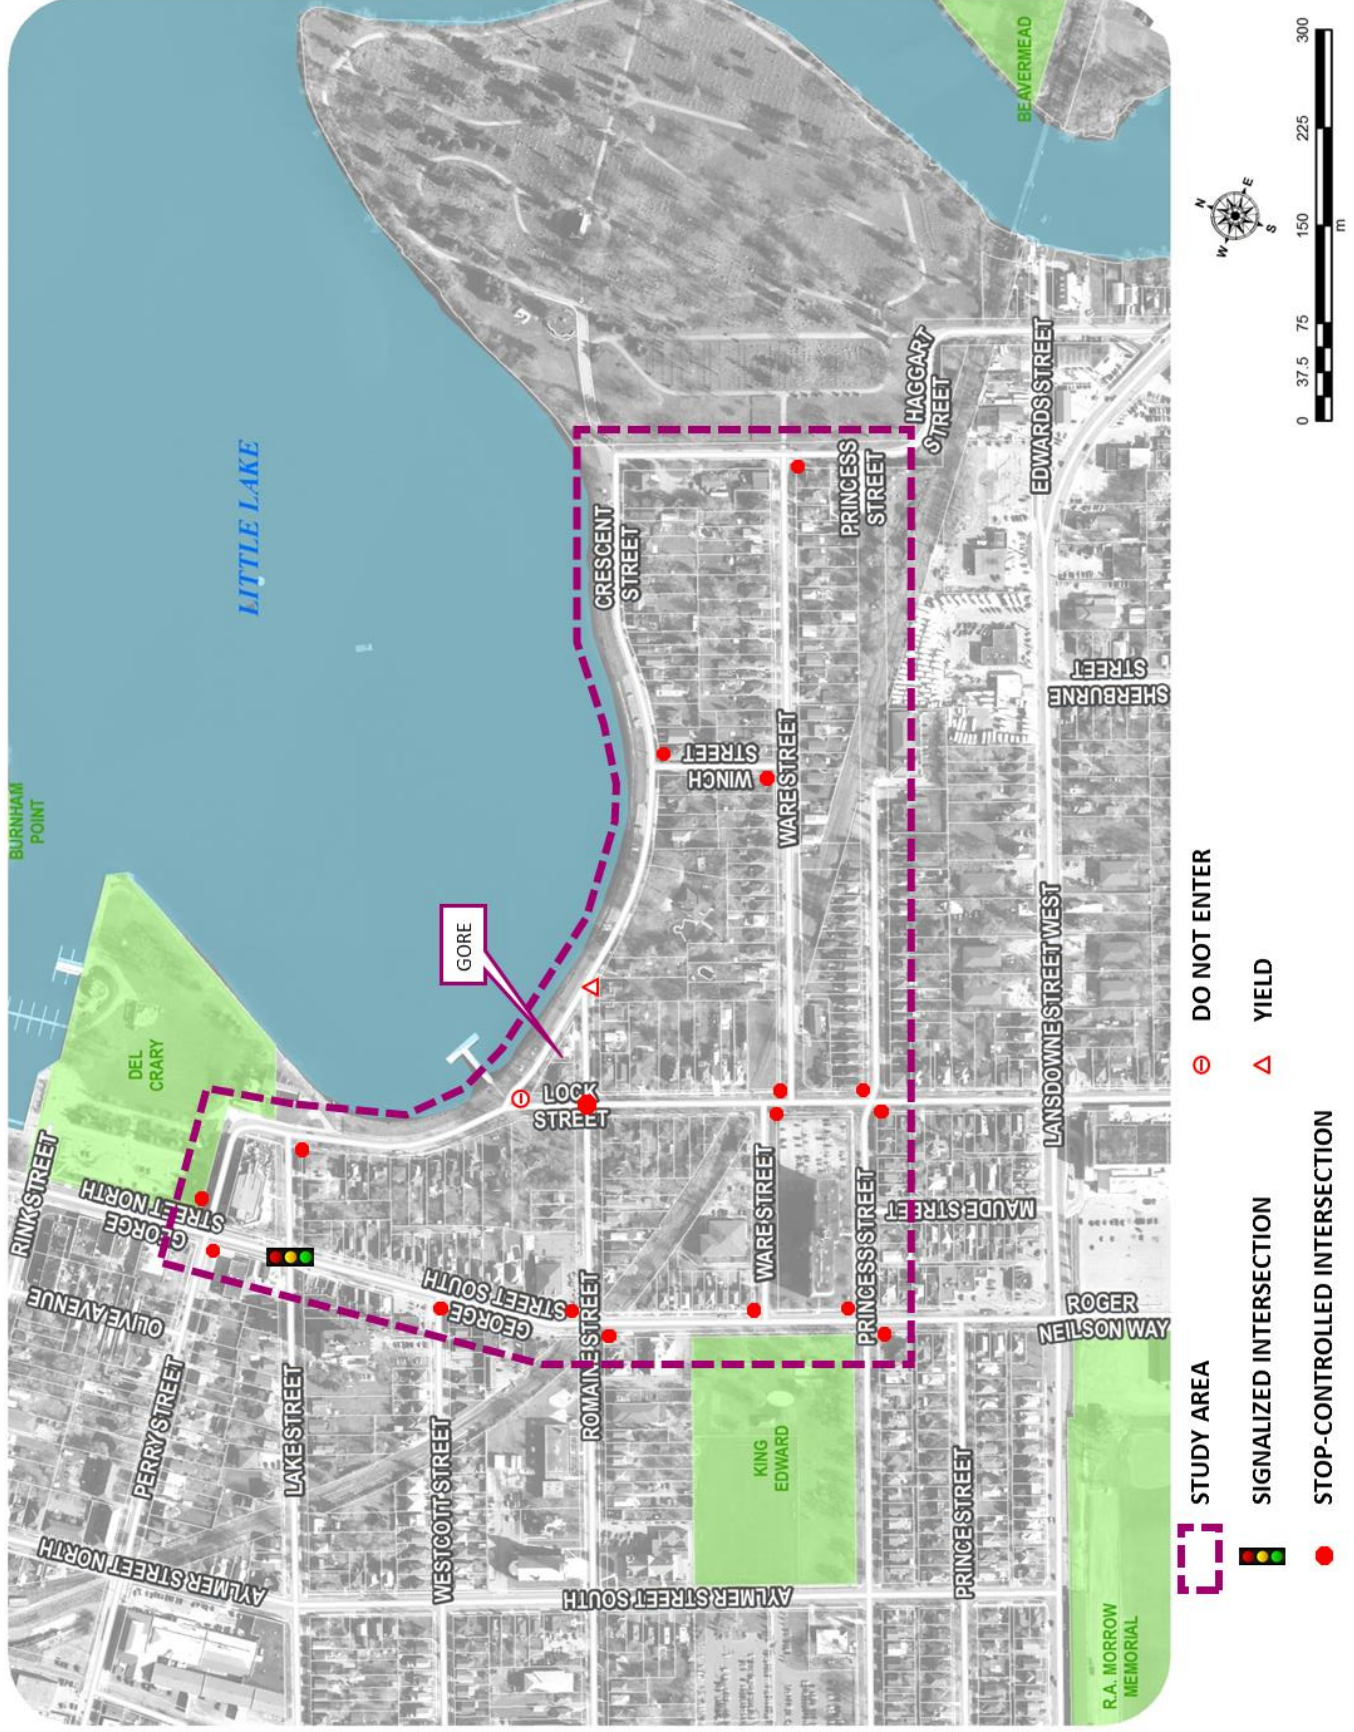 BURNHAM
POINT
LITTLE LAKE
BEAVERMEAD
DEL
CRARY
RINK STREET
GEORGE
STREET NORTH
OLIVE AVENUE
PERRY STREET
AYLMER STREET NORTH
LAKE STREET
WESTCOTT STREET
GEORGE
STREET SOUTH
GORE
LOCK
STREET
CRESCENT
STREET
ROMAINE STREET
AYLMER STREET SOUTH
WINCH
STREET
WARE STREET
WARE STREET
KING
EDWARD
PRINCESS STREET
PRINCESS
STREET
HAGGART
STREET
MAUDE STREET
PRINCE STREET
LANSDOWNE STREET WEST
EDWARDS STREET
SHERBURNE
STREET
ROGER
NEILSON WAY
R.A. MORROW
MEMORIAL
STUDY AREA
SIGNALIZED INTERSECTION
STOP-CONTROLLED INTERSECTION
DO NOT ENTER
YIELD
N
W
E
S
0 37.5 75 150 225 300
m